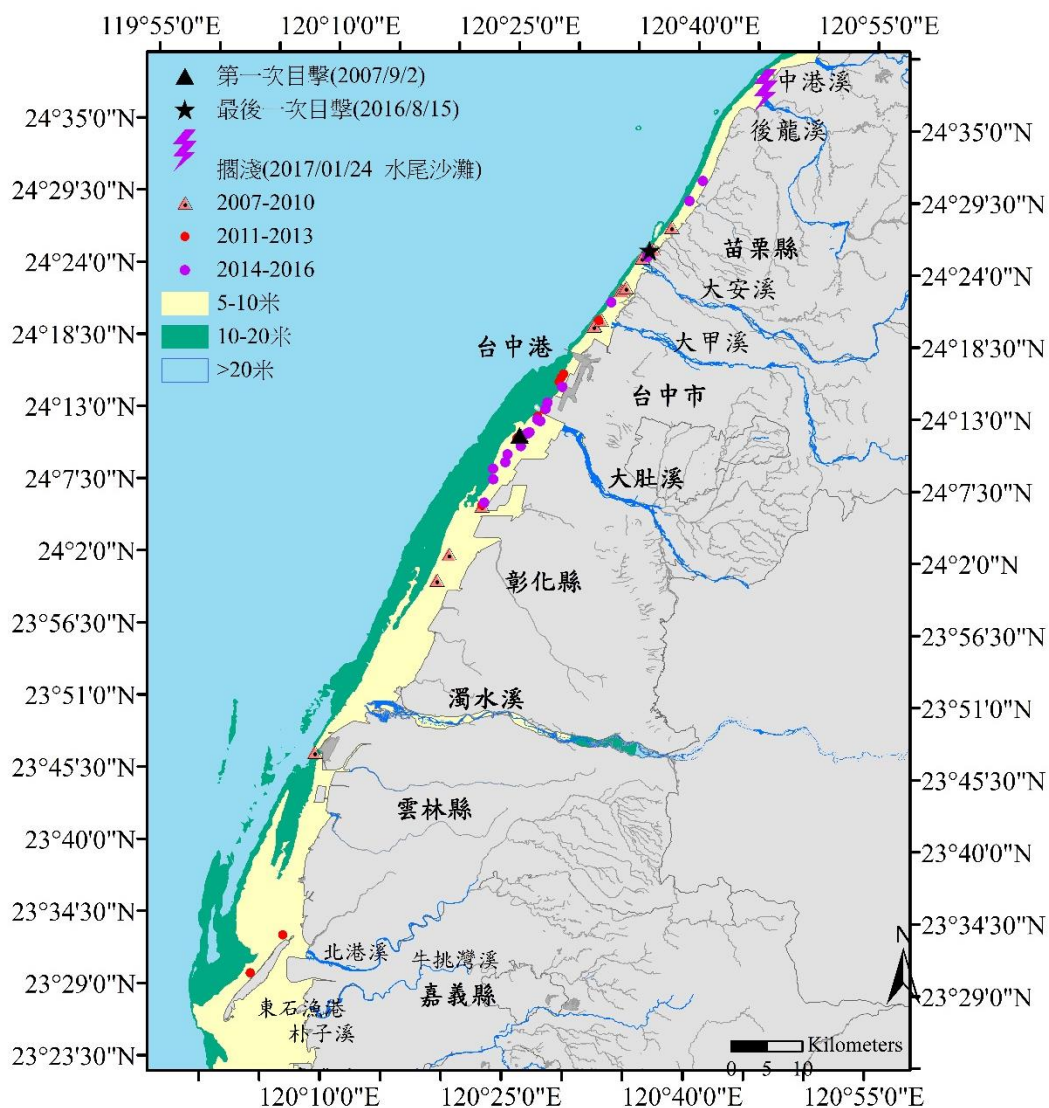 119°55'0"E 120°10'0"E 120°25'0"E 120°40'0"E 120°55'0"E
第一次目擊(2007/9/2)
最後一次目擊(2016/8/15)
擱淺(2017/01/24 水尾沙灘)
2007-2010
2011-2013
2014-2016
5-10米
10-20米
>20米
24°35'0"N
24°29'30"N
24°24'0"N
24°18'30"N
24°13'0"N
24°7'30"N
24°2'0"N
23°56'30"N
23°51'0"N
23°45'30"N
23°40'0"N
23°34'30"N
23°29'0"N
23°23'30"N
中港溪
後龍溪
苗栗縣
大安溪
大甲溪
台中港
台中市
大肚溪
彰化縣
濁水溪
雲林縣
北港溪
牛挑灣溪
嘉義縣
東石漁港
朴子溪
24°35'0"N
24°29'30"N
24°24'0"N
24°18'30"N
24°13'0"N
24°7'30"N
24°2'0"N
23°56'30"N
23°51'0"N
23°45'30"N
23°40'0"N
23°34'30"N
23°29'0"N
N
Kilometers
0 5 10
120°10'0"E 120°25'0"E 120°40'0"E 120°55'0"E